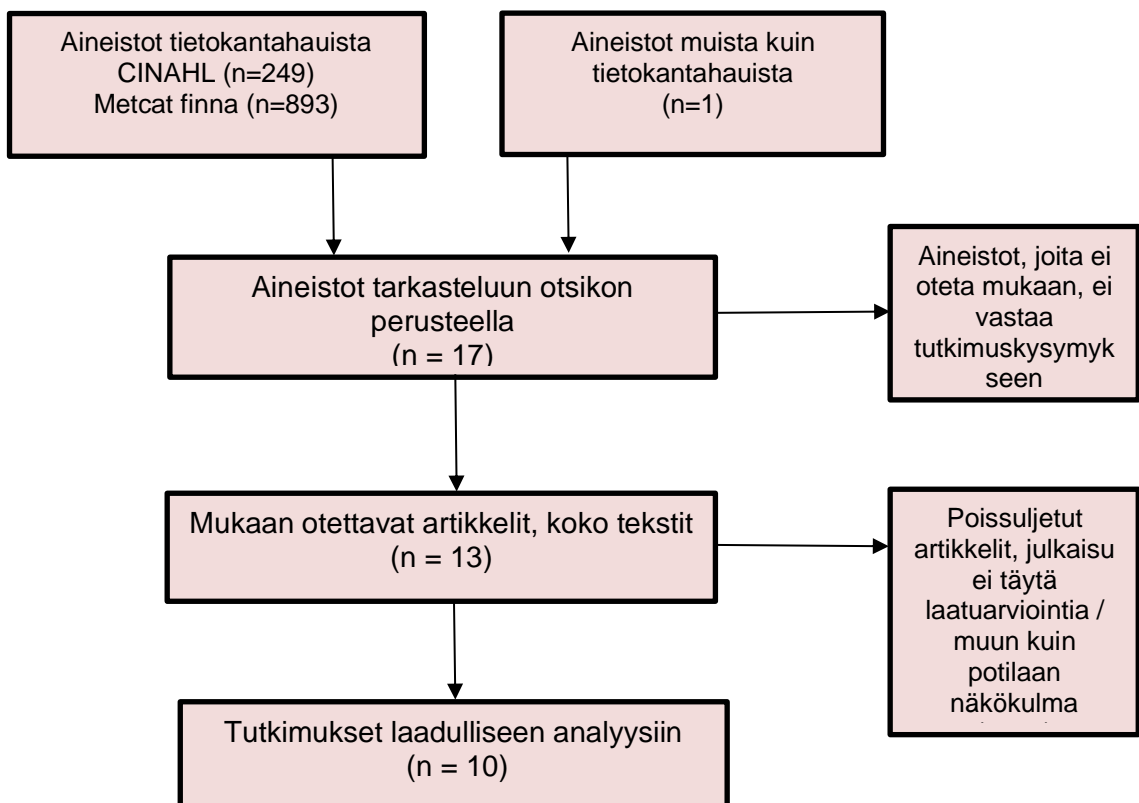 Aineistot tietokantahauista
CINAHL (n=249)
Metcat finna (n=893)
Aineistot muista kuin
tietokantahauista
(n=1)
Aineistot tarkasteluun otsikon
perusteella
(n = 17)
Aineistot, joita ei
oteta mukaan, ei
vastaa
tutkimuskysymyk
seen
Mukaan otettavat artikkelit, koko tekstit
(n = 13)
Poissuljetut
artikkelit, julkaisu
ei täytä
laatuarviointia /
muun kuin
potilaan
näkökulma
Tutkimukset laadulliseen analyysiin
(n = 10)